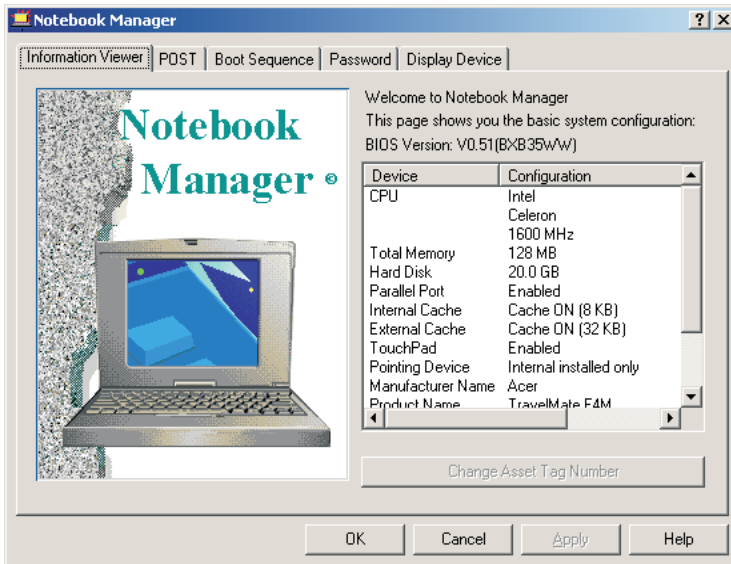 Notebook Manager
Information Viewer POST Boot Sequence Password Display Device
Notebook
Manager ©
Welcome to Notebook Manager
This page shows you the basic system configuration:
BIOS Version: V0.51(BXB35WW)
Device Configuration
CPU Intel
Celeron
1600 MHz
Total Memory 128 MB
Hard Disk 20.0 GB
Parallel Port Enabled
Internal Cache Cache ON (8 KB)
External Cache Cache ON (32 KB)
TouchPad Enabled
Pointing Device Internal installed only
Manufacturer Name Acer
Product Name TravelMate
Change Asset Tag Number
OK Cancel Apply Help